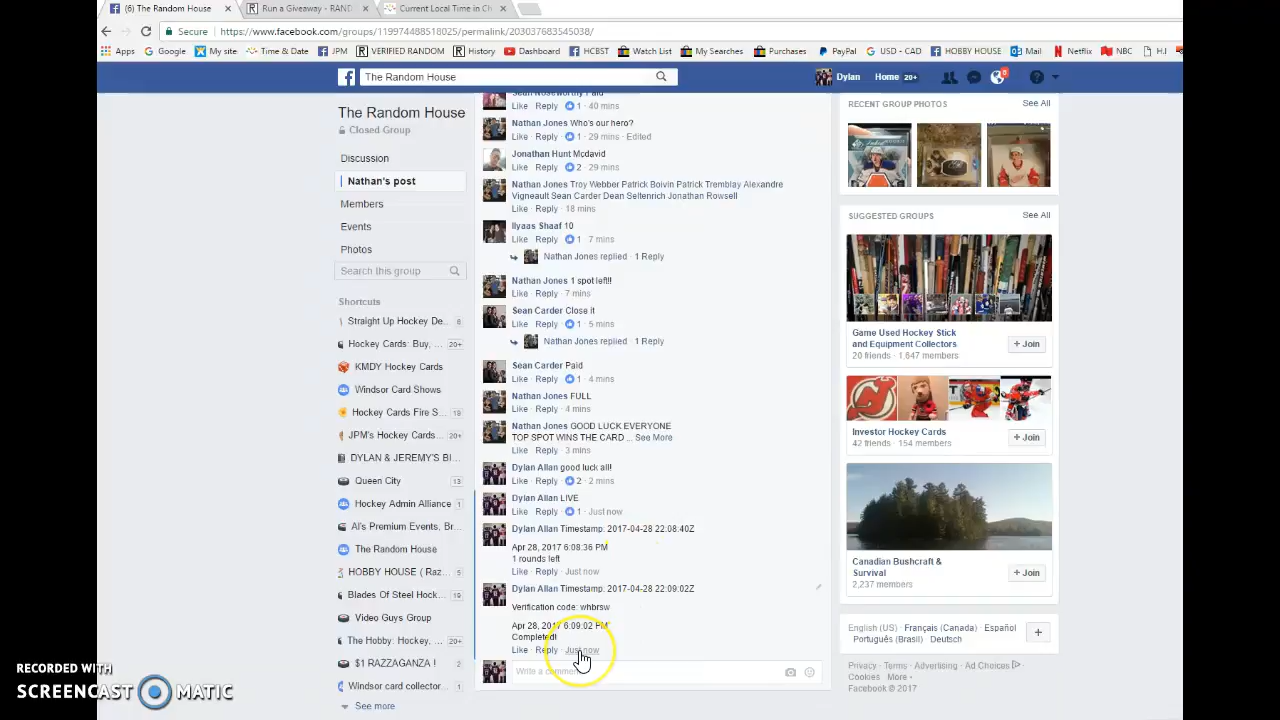 (6) The Random House
Run a Giveaway - RAND
Current Local Time in Ch
Secure
https://www.facebook.com/groups/119974488518025/permalink/203037683545038/
Apps Google My site Time & Date JPM VERIFIED RANDOM History Dashboard HCBST Watch List My Searches Purchases PayPal USD - CAD HOBBY HOUSE Mail Netflix NBC H.I
The Random House
Dylan Home 20+
8
The Random House
Closed Group
Discussion
Nathan's post
Members
Events
Photos
Search this group
Shortcuts
Straight Up Hockey De... 6
Hockey Cards: Buy, ... 20+
KMDY Hockey Cards
Windsor Card Shows
Hockey Cards Fire S... 19
JPM's Hockey Cards... 20+
DYLAN & JEREMY'S BI...
Queen City 13
Hockey Admin Alliance 1
Al's Premium Events, Br...
The Random House
HOBBY HOUSE ( Raz... 5
Blades Of Steel Hock... 19
Video Guys Group
The Hobby: Hockey, ... 20+
$1 RAZZAGANZA ! 2
Windsor card collector... 1
See more
Sean Noseworthy Paid
Like Reply 1 40 mins
Nathan Jones Who's our hero?
Like Reply 1 29 mins Edited
Jonathan Hunt Mcdavid
Like Reply 2 29 mins
Nathan Jones Troy Webber Patrick Boivin Patrick Tremblay Alexandre
Vigneault Sean Carder Dean Seltenrich Jonathan Rowsell
Like Reply 18 mins
Ilyaas Shaaf 10
Like Reply 1 7 mins
Nathan Jones replied 1 Reply
Nathan Jones 1 spot left!!!
Like Reply 7 mins
Sean Carder Close it
Like Reply 1 5 mins
Nathan Jones replied 1 Reply
Sean Carder Paid
Like Reply 1 4 mins
Nathan Jones FULL
Like Reply 4 mins
Nathan Jones GOOD LUCK EVERYONE
TOP SPOT WINS THE CARD ... See More
Like Reply 3 mins
Dylan Allan good luck all!
Like Reply 2 2 mins
Dylan Allan LIVE
Like Reply 1 Just now
Dylan Allan Timestamp: 2017-04-28 22:08:40Z
Apr 28, 2017 6:08:36 PM
1 rounds left
Like Reply Just now
Dylan Allan Timestamp: 2017-04-28 22:09:02Z
Verification code: whbrsw
Apr 28, 2017 6:09:02 PM
Completed!
Like Reply Just now
Write a comment
RECENT GROUP PHOTOS See All
SUGGESTED GROUPS See All
Game Used Hockey Stick
and Equipment Collectors
20 friends · 1,647 members
+ Join
Investor Hockey Cards
42 friends · 154 members
+ Join
Canadian Bushcraft &
Survival
2,237 members
+ Join
English (US) · Français (Canada) · Español
Português (Brasil) · Deutsch
Privacy · Terms · Advertising · Ad Choices
Cookies · More
Facebook © 2017
RECORDED WITH
SCREENCAST MATIC